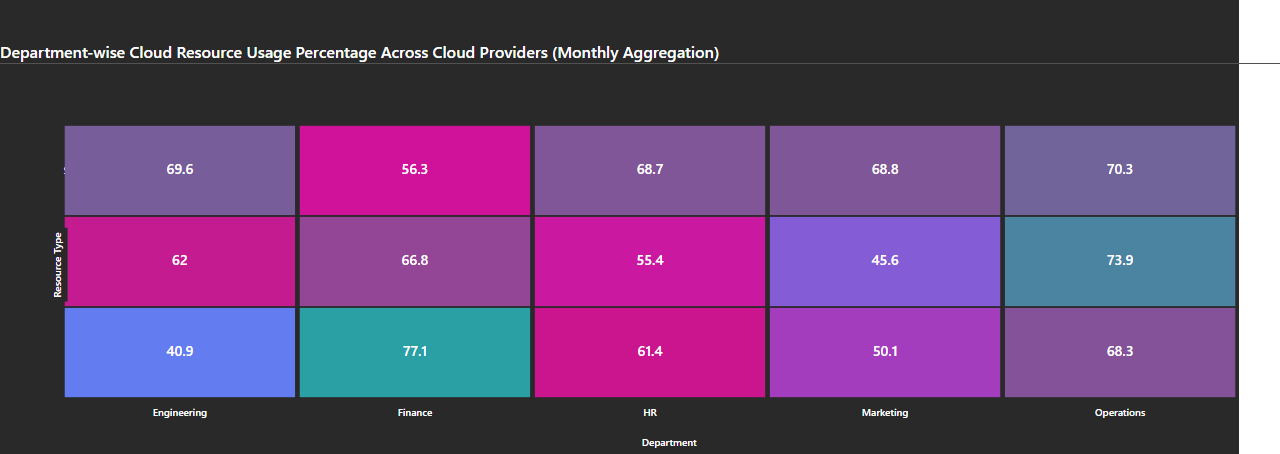 Department-wise Cloud Resource Usage Percentage Across Cloud Providers (Monthly Aggregation)
69.6 56.3 68.7 68.8 70.3
Resource Type
62 66.8 55.4 45.6 73.9
40.9 77.1 61.4 50.1 68.3
Engineering Finance HR Marketing Operations
Department